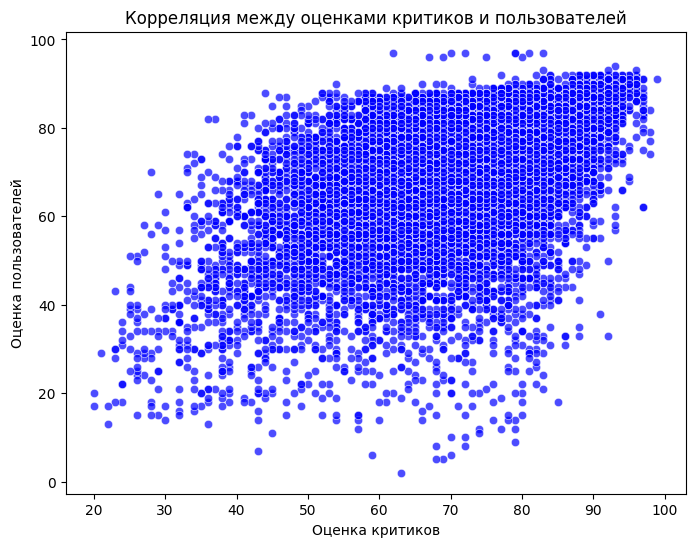 Корреляция между оценками критиков и пользователей
Оценка пользователей
100
80
60
40
20
0
20 30 40 50 60 70 80 90 100
Оценка критиков